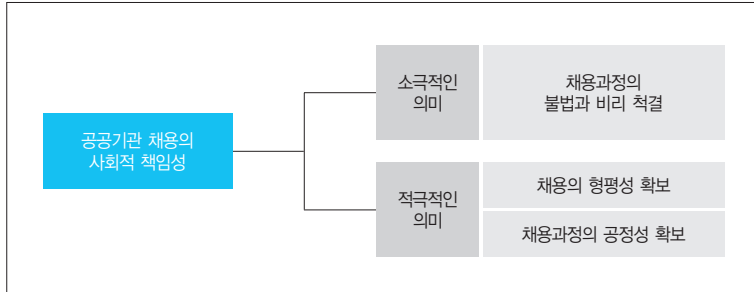 공공기관 채용의
사회적 책임성
소극적인
의미
채용과정의
불법과 비리 척결
적극적인
의미
채용의 형평성 확보
채용과정의 공정성 확보